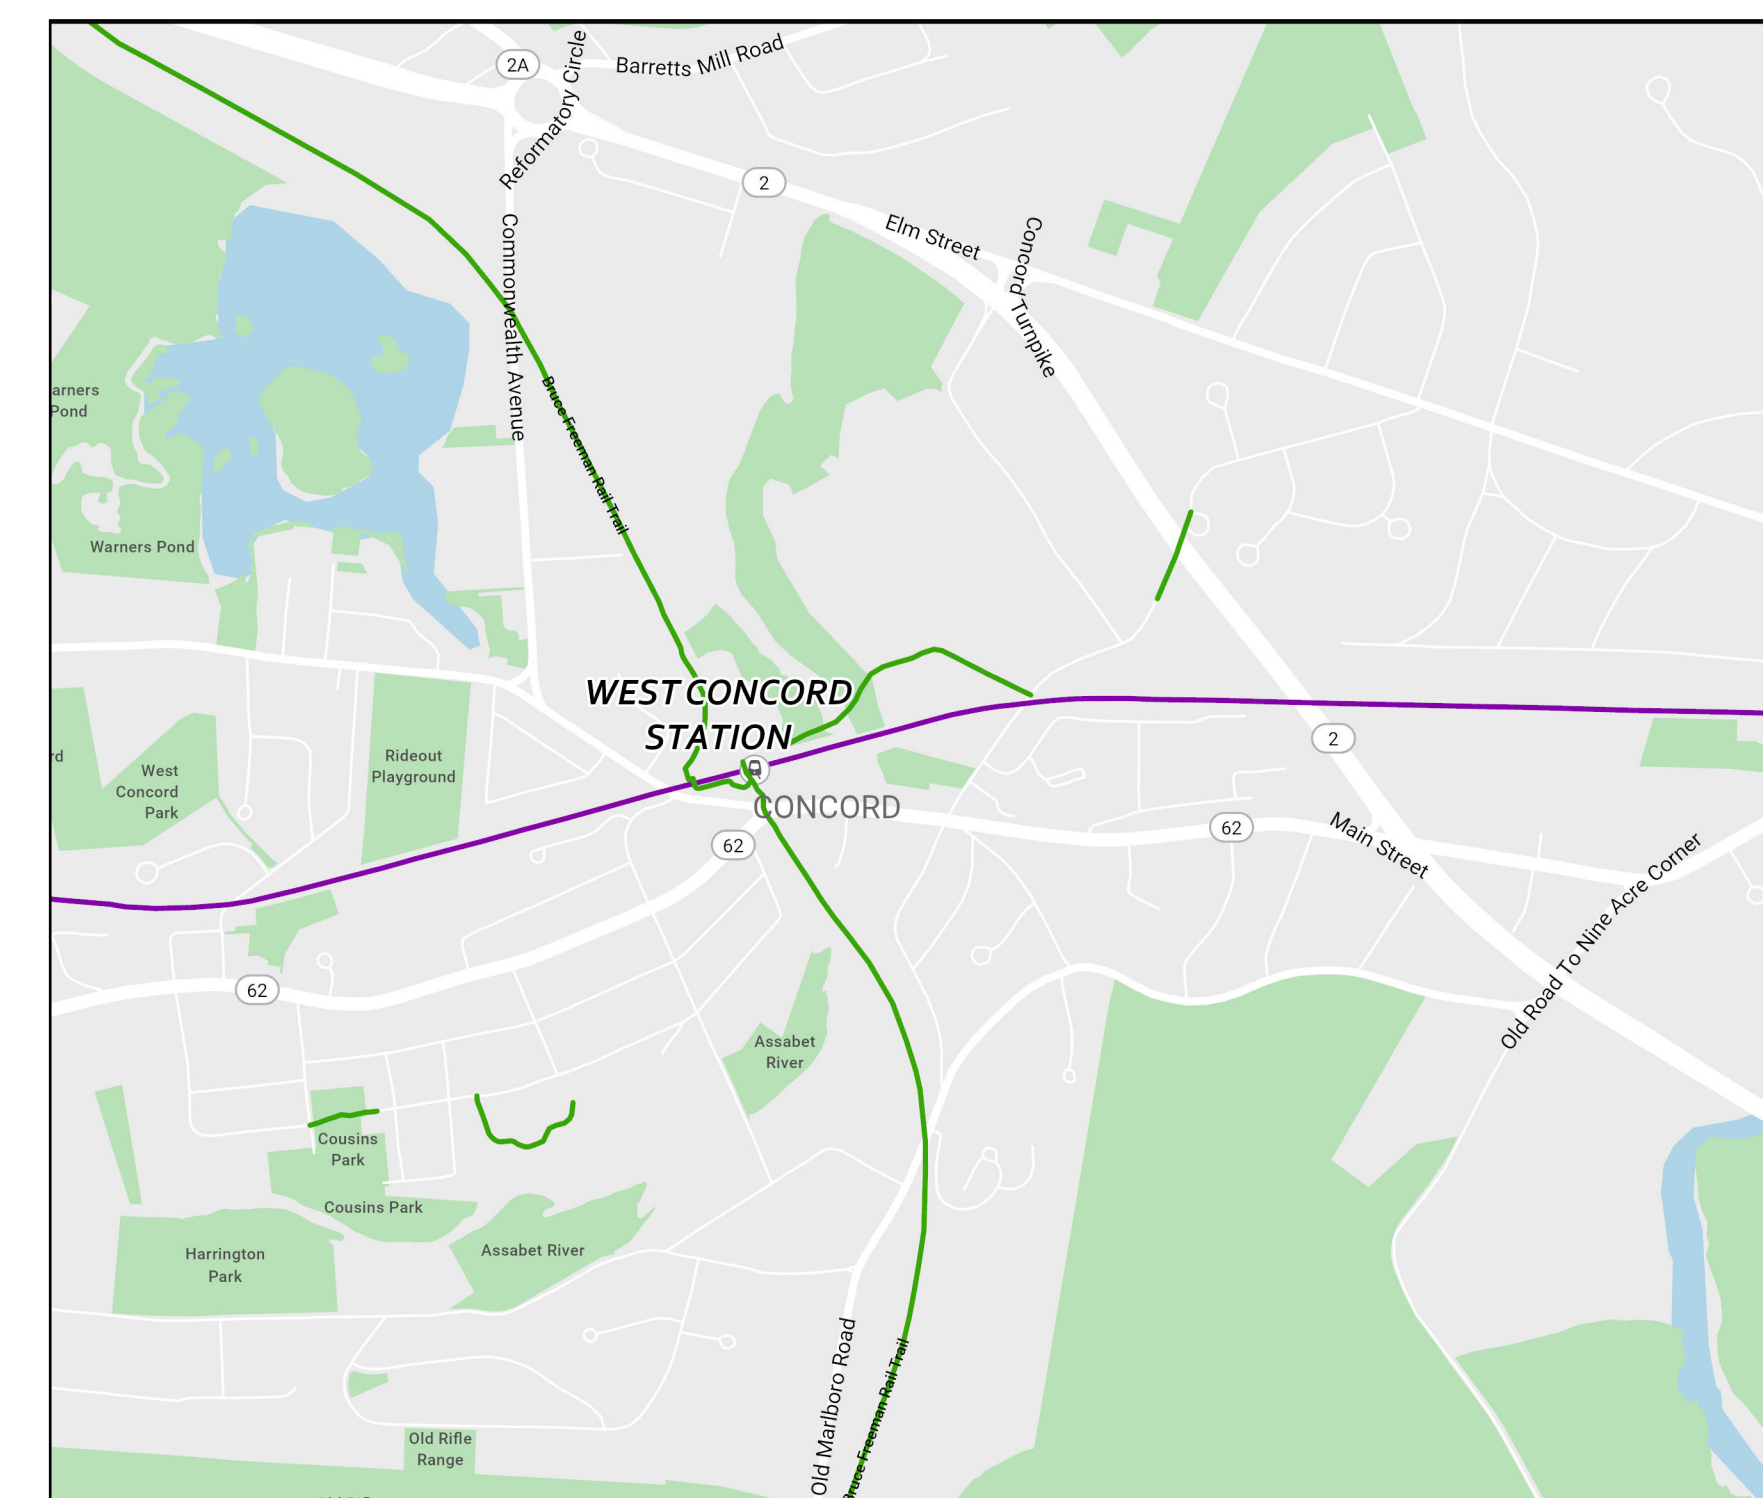 2A
Barretts Mill Road
Reformatory Circle
2
Elm Street
Concord Turnpike
Commonwealth Avenue
Bruce Freeman Rail Trail
arners
Pond
Warners Pond
WEST CONCORD
STATION
rd
West
Concord
Park
Rideout
Playground
2
CONCORD
62
62
Main Street
Old Road To Nine Acre Corner
62
Assabet
River
Cousins
Park
Cousins Park
Harrington
Park
Assabet River
Old Marlboro Road
Bruce Freeman Rail Trail
Old Rifle
Range